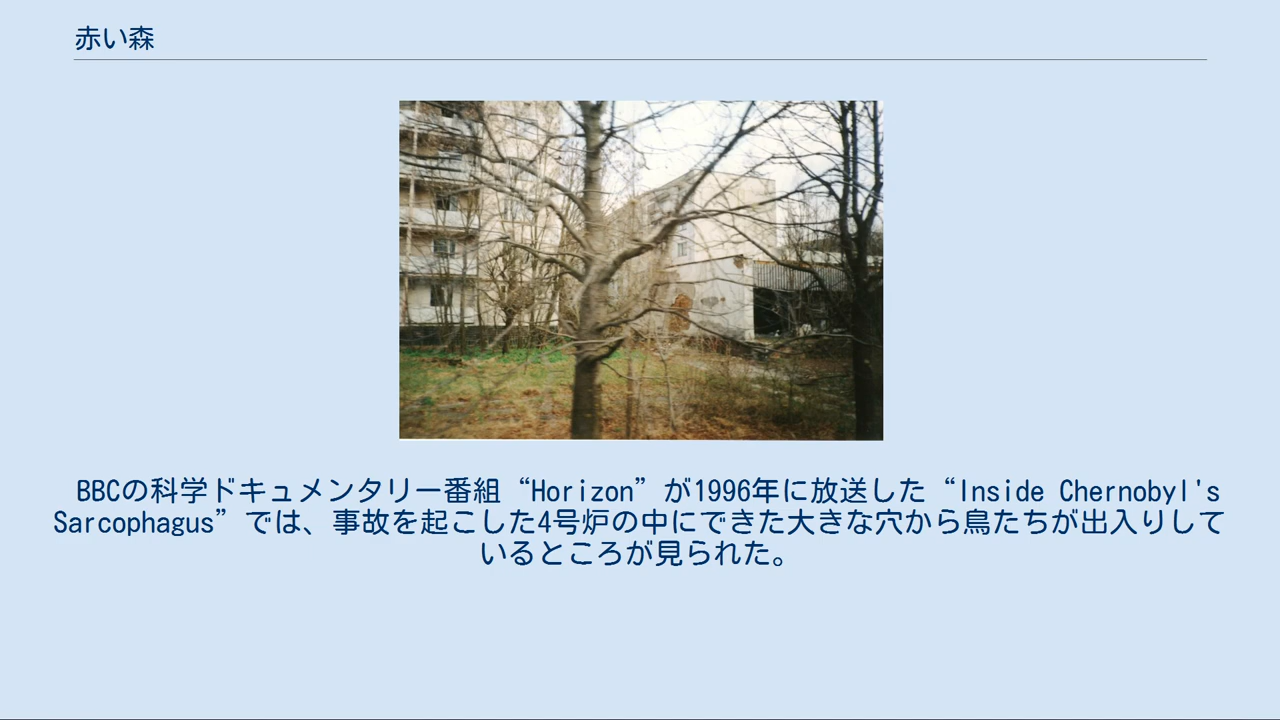 赤い森
BBCの科学ドキュメンタリー番組“Horizon”が1996年に放送した“Inside Chernobyl's
Sarcophagus”では、事故を起こした4号炉の中にできた大きな穴から鳥たちが出入りして
いるところが見られた。